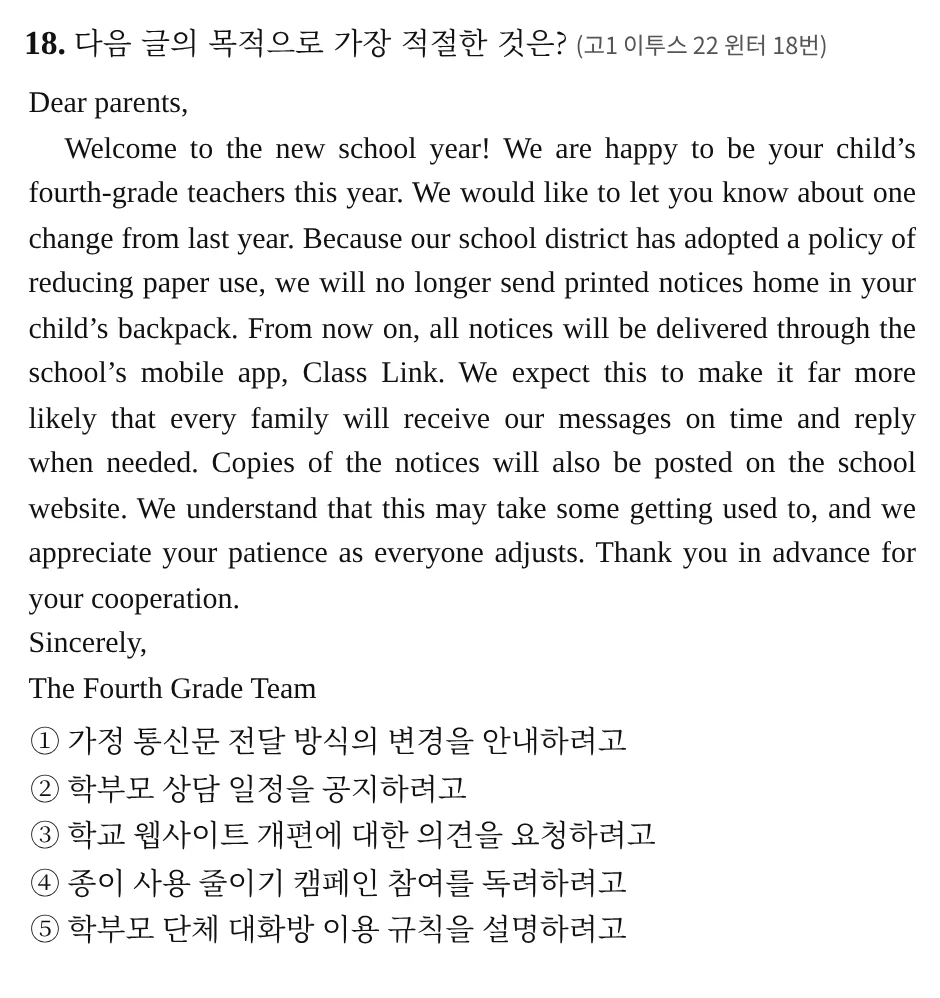 18. 다음 글의 목적으로 가장 적절한 것은? (고1 이투스 22 윈터 18번)
Dear parents,
Welcome to the new school year! We are happy to be your child’s
fourth-grade teachers this year. We would like to let you know about one
change from last year. Because our school district has adopted a policy of
reducing paper use, we will no longer send printed notices home in your
child’s backpack. From now on, all notices will be delivered through the
school’s mobile app, Class Link. We expect this to make it far more
likely that every family will receive our messages on time and reply
when needed. Copies of the notices will also be posted on the school
website. We understand that this may take some getting used to, and we
appreciate your patience as everyone adjusts. Thank you in advance for
your cooperation.
Sincerely,
The Fourth Grade Team
① 가정 통신문 전달 방식의 변경을 안내하려고
② 학부모 상담 일정을 공지하려고
③ 학교 웹사이트 개편에 대한 의견을 요청하려고
④ 종이 사용 줄이기 캠페인 참여를 독려하려고
⑤ 학부모 단체 대화방 이용 규칙을 설명하려고